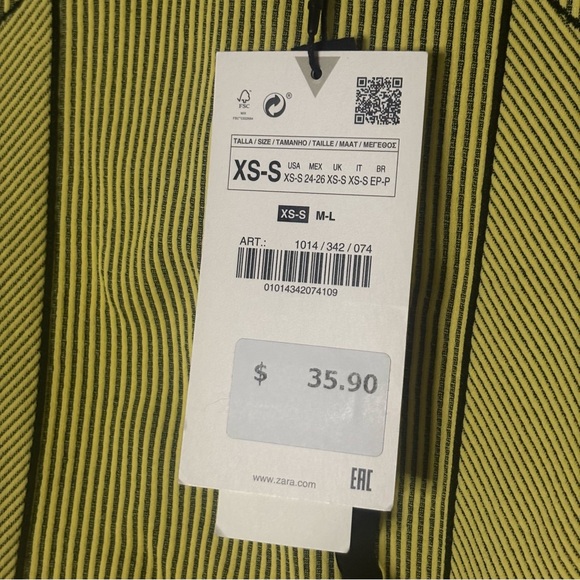 FSC
®
TALLA / SIZE / TAMANHO / TAILLE / MAAT / ΜΕΓΕΘΟΣ
XS-S
USA MEX UK IT BR
XS-S 24-26 XS-S XS-S EP-P
XS-S M-L
ART.: 1014 / 342 / 074
01014342074109
$ 35.90
www.zara.com
EAC